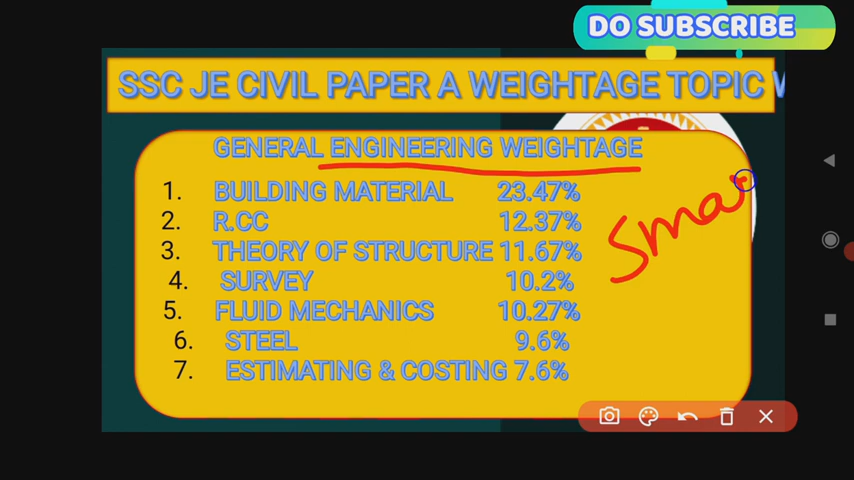 DO SUBSCRIBE
SSC JE CIVIL PAPER A WEIGHTAGE TOPIC
GENERAL ENGINEERING WEIGHTAGE
1. BUILDING MATERIAL 23.47%
2. R.CC 12.37%
3. THEORY OF STRUCTURE 11.67%
4. SURVEY 10.2%
5. FLUID MECHANICS 10.27%
6. STEEL 9.6%
7. ESTIMATING & COSTING 7.6%